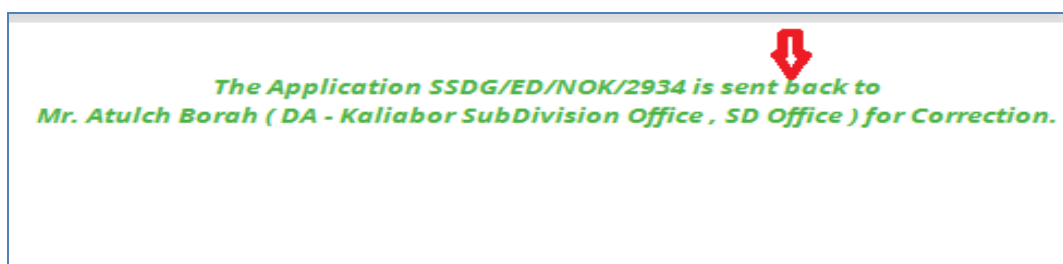 The Application SSDG/ED/NOK/2934 is sent back to
Mr. Atulch Borah ( DA - Kaliabor SubDivision Office , SD Office ) for Correction.